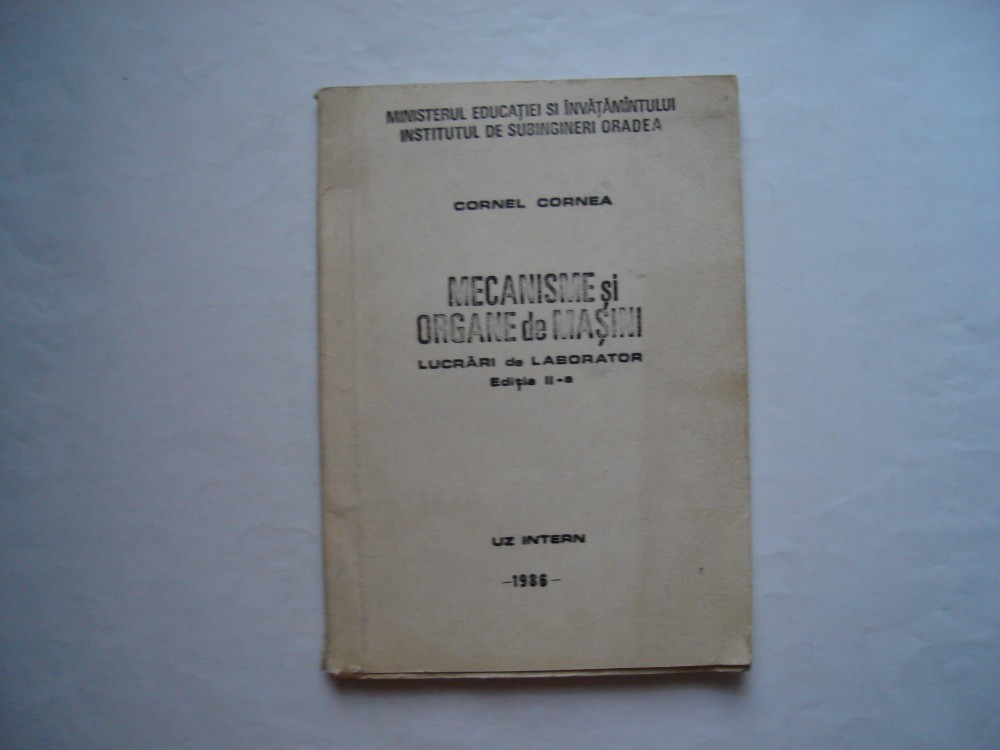 MINISTERUL EDUCAȚIEI SI ÎNVĂȚĂMÎNTULUI
INSTITUTUL DE SUBINGINERI ORADEA
CORNEL CORNEA
MECANISME și
ORGANE de MAȘINI
LUCRĂRI de LABORATOR
Ediția II-a
UZ INTERN
-1986-